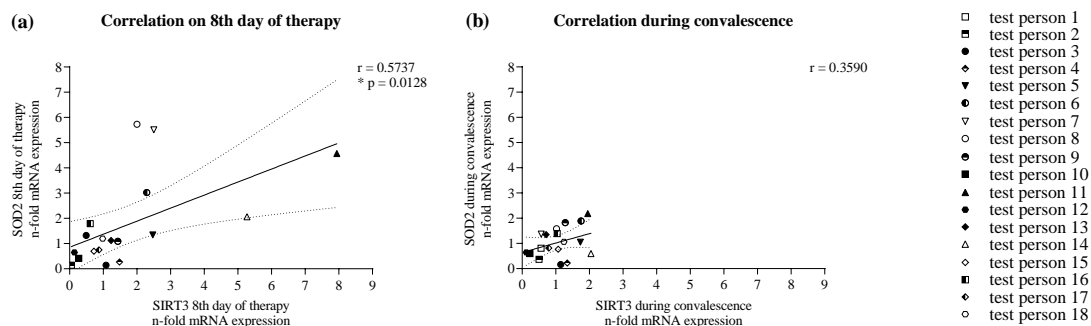 (a) Correlation on 8th day of therapy
r = 0.5737
* p = 0.0128
SOD2 8th day of therapy
n-fold mRNA expression
8
7
6
5
4
3
2
1
0
0 1 2 3 4 5 6 7 8 9
SIRT3 8th day of therapy
n-fold mRNA expression
(b) Correlation during convalescence
r = 0.3590
SOD2 during convalescence
n-fold mRNA expression
8
7
6
5
4
3
2
1
0
0 1 2 3 4 5 6 7 8 9
SIRT3 during convalescence
n-fold mRNA expression
test person 1
test person 2
test person 3
test person 4
test person 5
test person 6
test person 7
test person 8
test person 9
test person 10
test person 11
test person 12
test person 13
test person 14
test person 15
test person 16
test person 17
test person 18